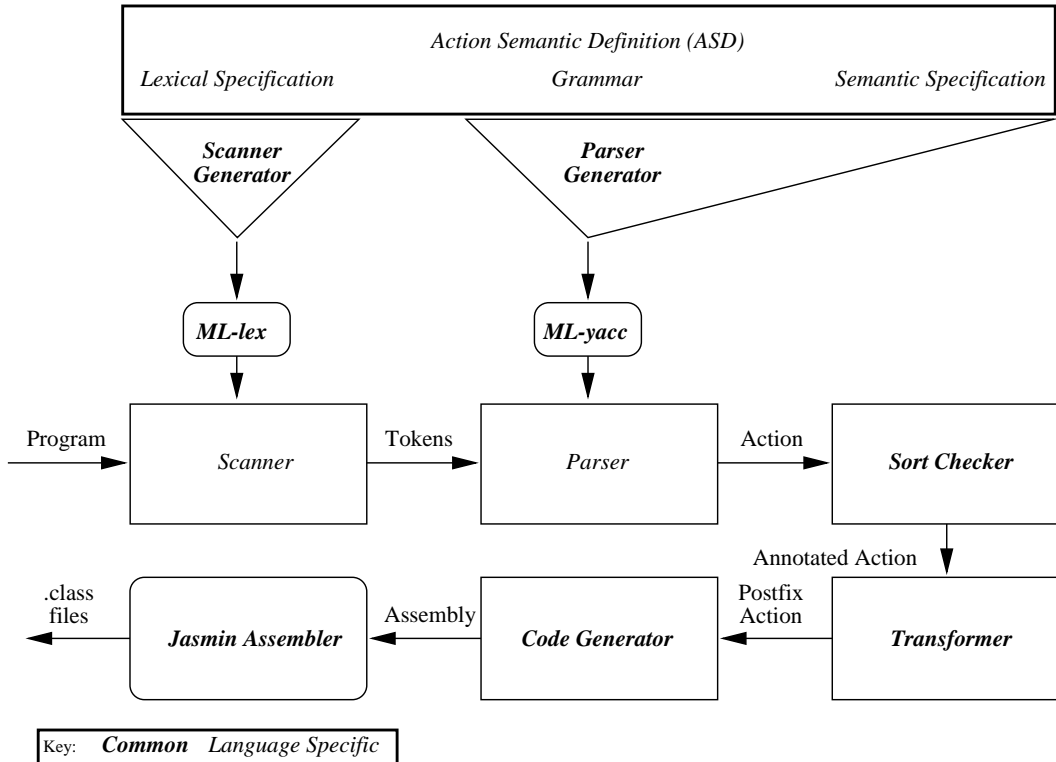 Action Semantic Definition (ASD)
Lexical Specification Grammar Semantic Specification
Scanner
Generator
Parser
Generator
ML-lex
ML-yacc
Program
Scanner
Tokens
Parser
Action
Sort Checker
Annotated Action
.class
files
Jasmin Assembler
Assembly
Code Generator
Postfix
Action
Transformer
Key: Common Language Specific